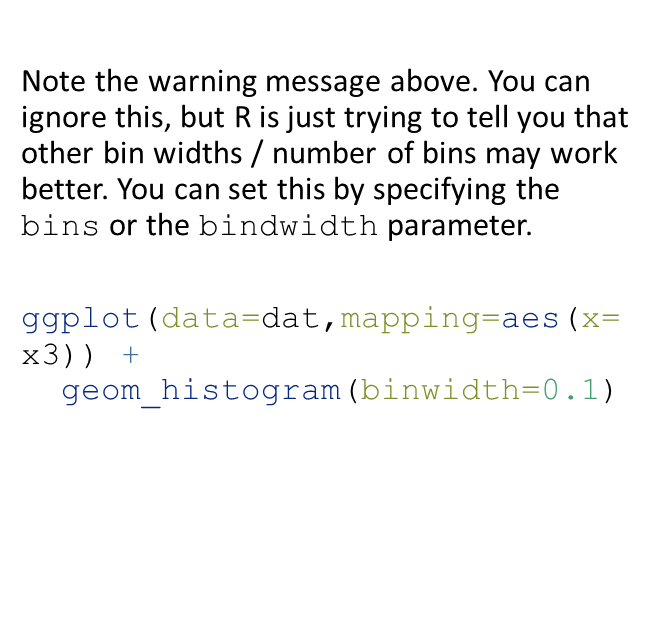 Note the warning message above. You can
ignore this, but R is just trying to tell you that
other bin widths / number of bins may work
better. You can set this by specifying the
bins or the bindwidth parameter.
ggplot(data=dat,mapping=aes(x=
x3)) +
  geom_histogram(binwidth=0.1)